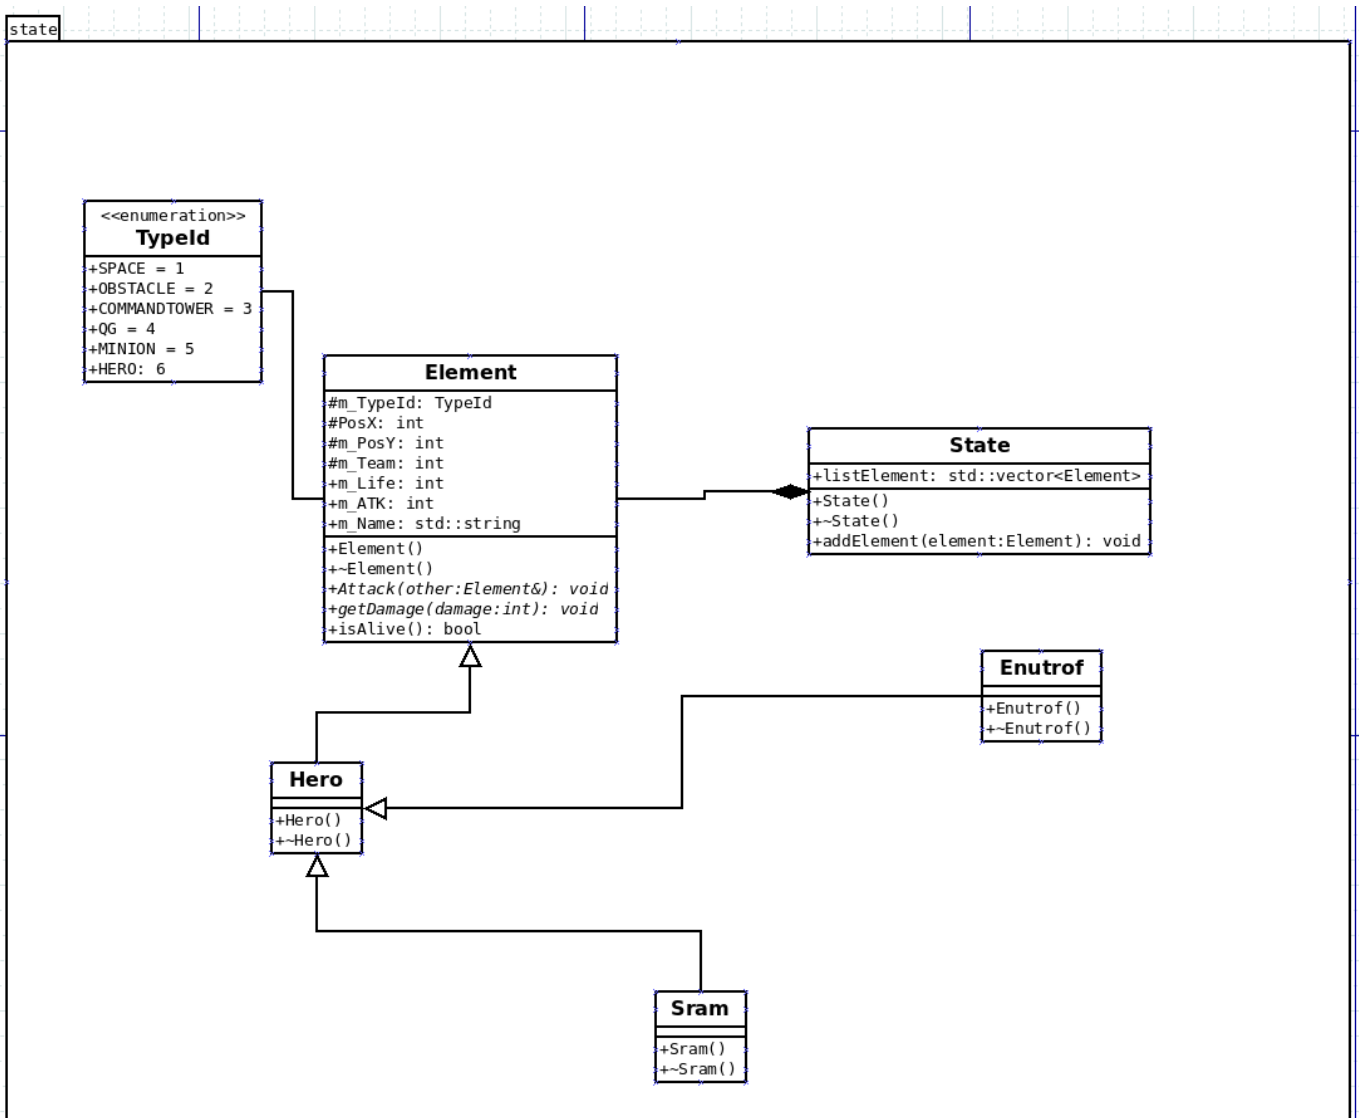 state
<<enumeration>>
TypeId
+SPACE = 1
+OBSTACLE = 2
+COMMANDTOWER = 3
+QG = 4
+MINION = 5
+HERO: 6
Element
#m_TypeId: TypeId
#PosX: int
#m_PosY: int
#m_Team: int
+m_Life: int
+m_ATK: int
+m_Name: std::string
+Element()
+~Element()
+Attack(other:Element&): void
+getDamage(damage:int): void
+isAlive(): bool
State
+listElement: std::vector<Element>
+State()
+~State()
+addElement(element:Element): void
Enutrof
+Enutrof()
+~Enutrof()
Hero
+Hero()
+~Hero()
Sram
+Sram()
+~Sram()